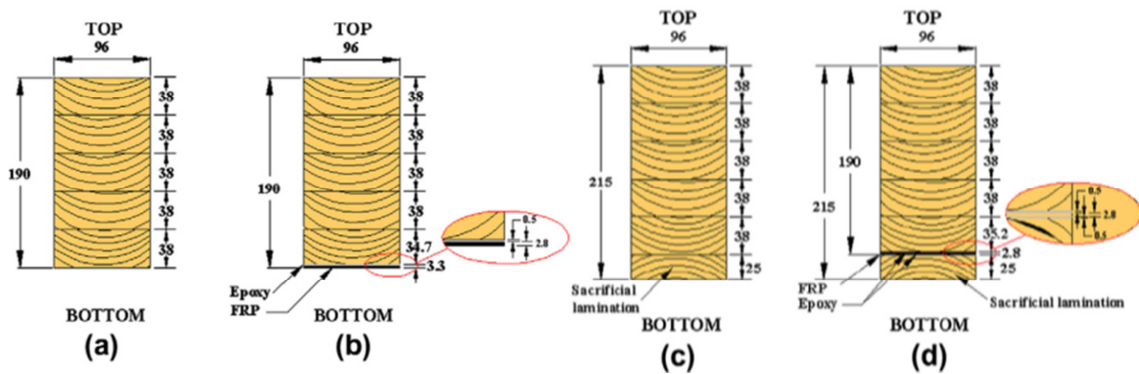 TOP
96
190
38
38
38
38
38
BOTTOM
(a)
TOP
96
190
38
38
38
38
34.7
3.3
0.5
2.8
Epoxy
FRP
BOTTOM
(b)
TOP
96
215
38
38
38
38
38
25
Sacrificial
lamination
BOTTOM
(c)
TOP
96
215
190
38
38
38
38
35.2
2.8
25
0.5
2.8
0.5
FRP
Epoxy
Sacrificial lamination
BOTTOM
(d)